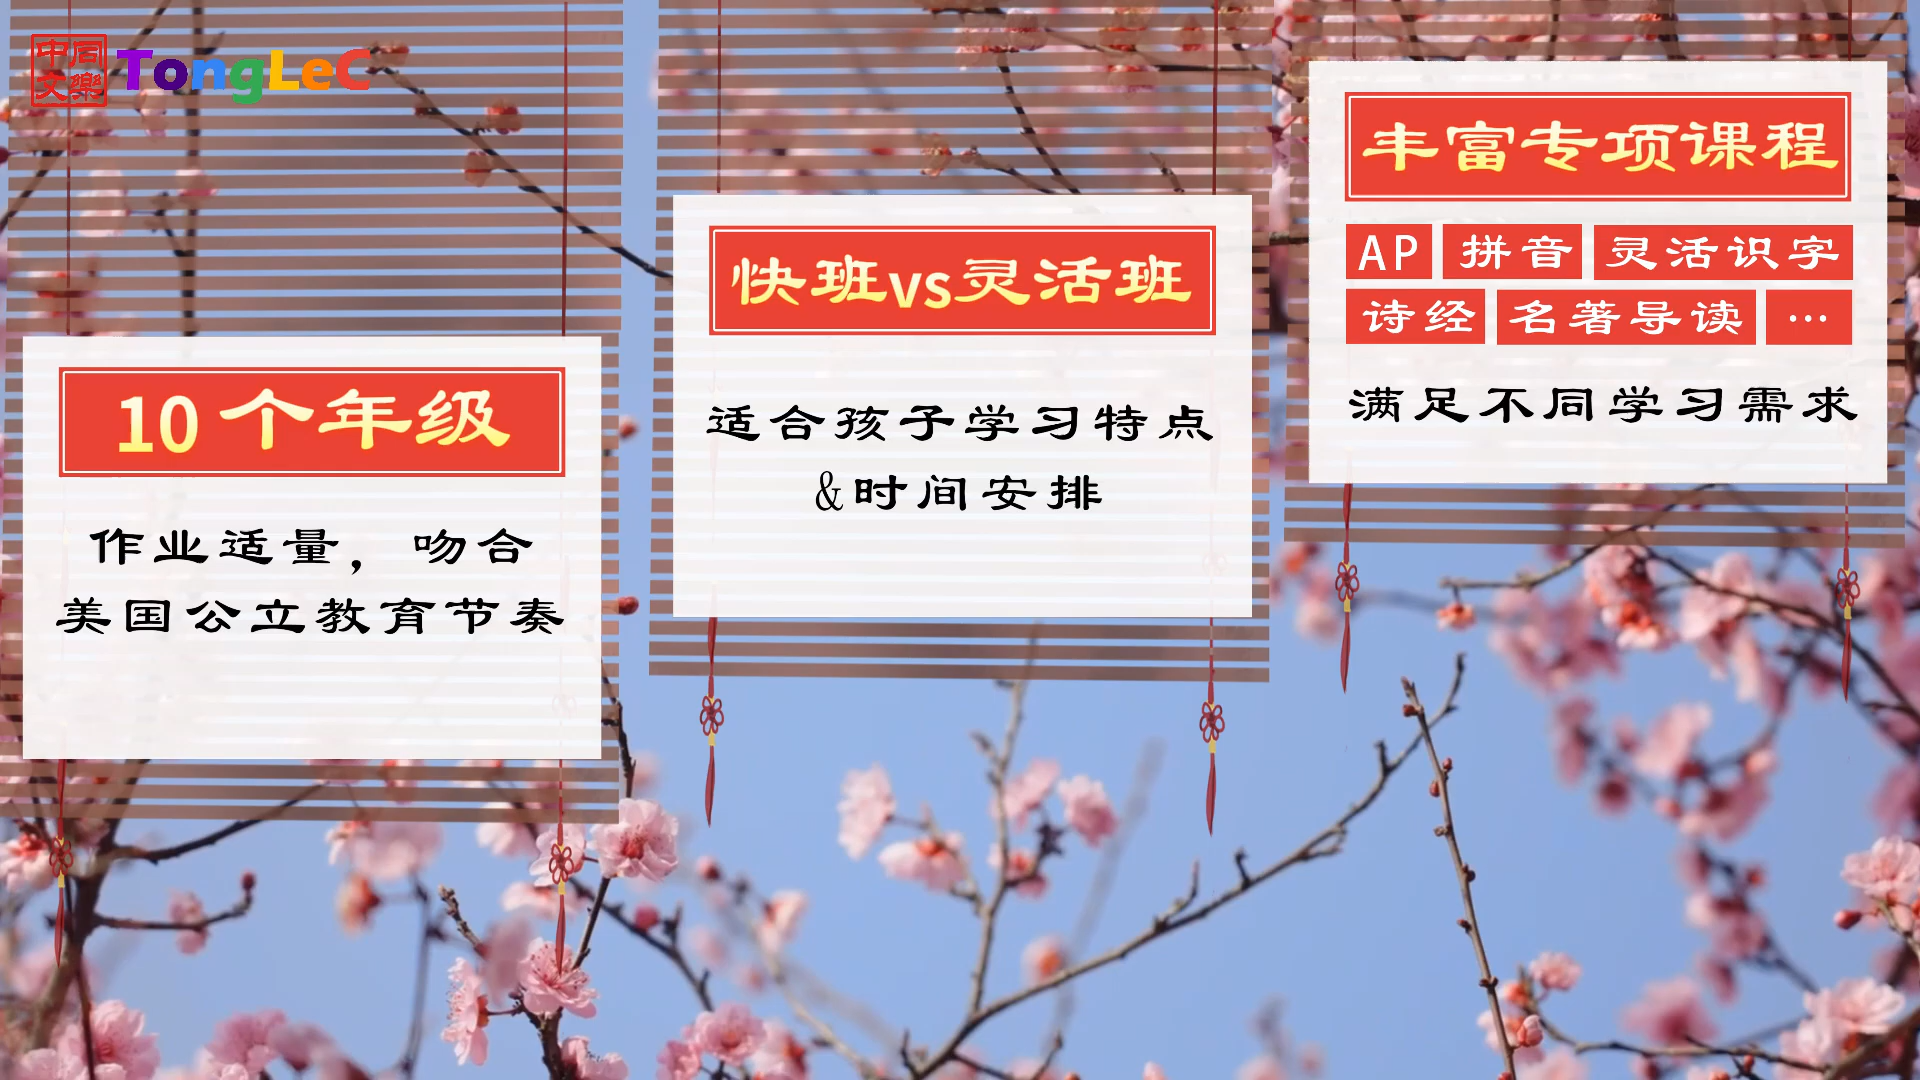 同樂
中文
TongLeC
10个年级
作业适量，吻合
美国公立教育节奏
快班vs灵活班
适合孩子学习特点
&时间安排
丰富专项课程
AP 拼音 灵活识字
诗经 名著导读 …
满足不同学习需求